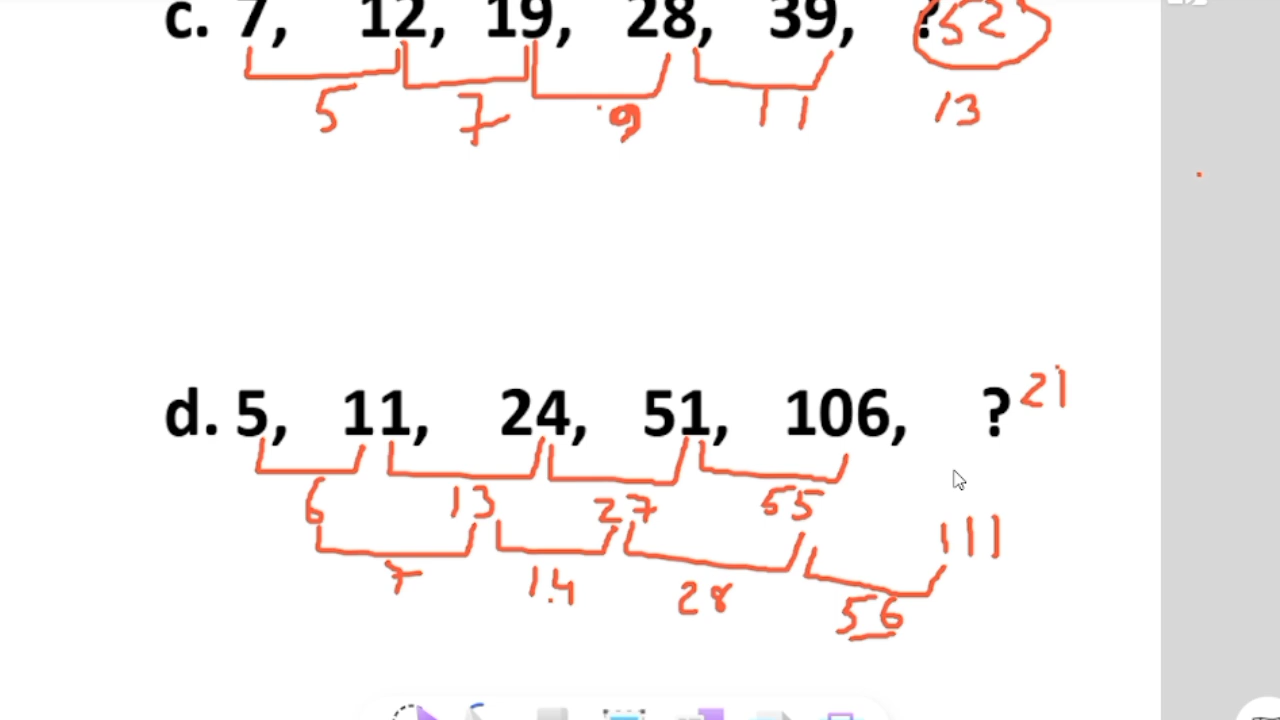 c. 7, 12, 19, 28, 39, ? 52
5 7 9 11 13
d. 5, 11, 24, 51, 106, ? 21
6 13 27 55 111
7 14 28 56